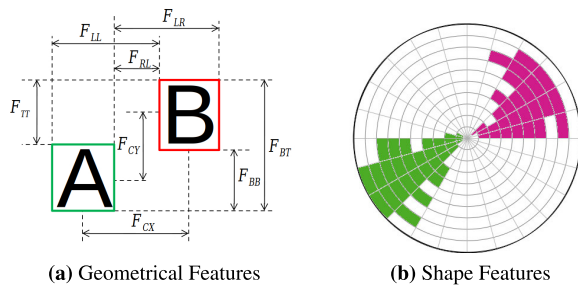 F_LR
F_LL
F_RL
F_TT
F_CY
F_BT
F_BB
F_CX
A
B
(a) Geometrical Features
(b) Shape Features